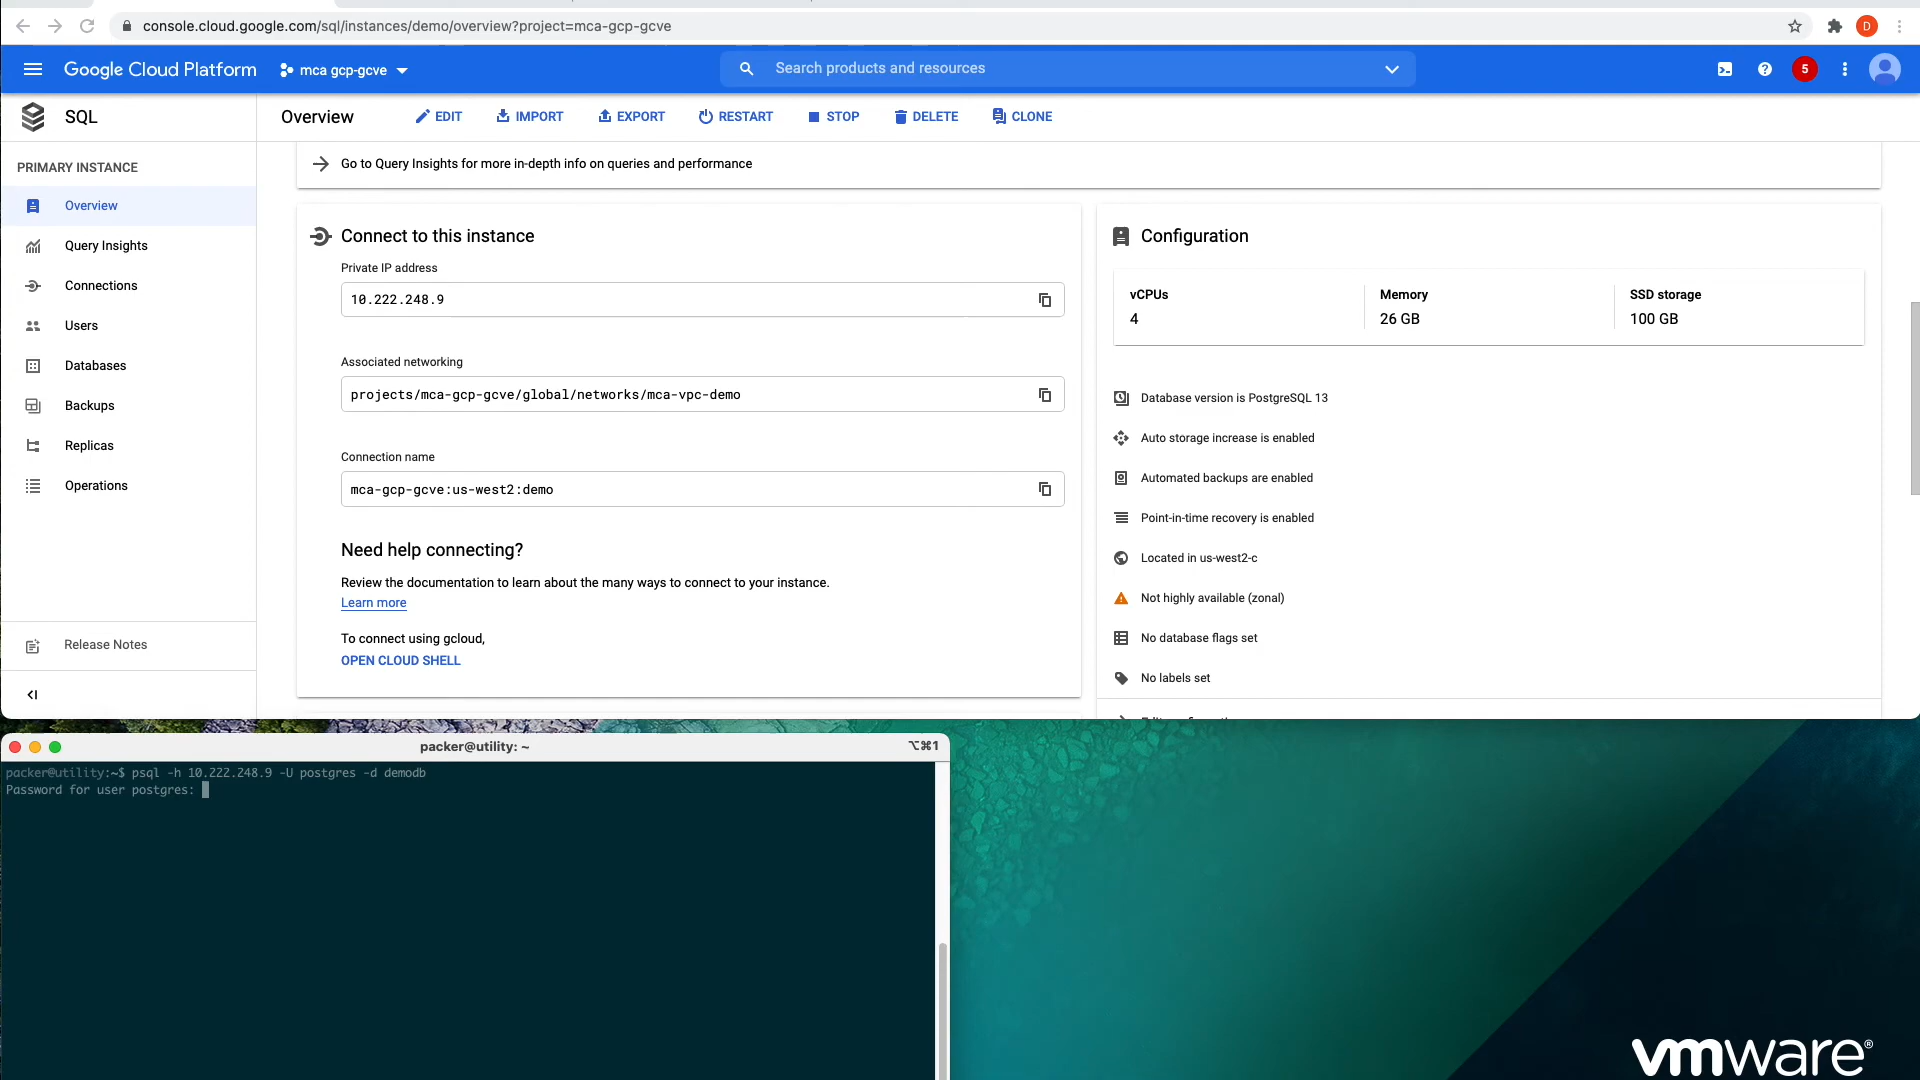 console.cloud.google.com/sql/instances/demo/overview?project=mca-gcp-gcve
D
Google Cloud Platform
mca gcp-gcve
Search products and resources
5
SQL
Overview
EDIT
IMPORT
EXPORT
RESTART
STOP
DELETE
CLONE
PRIMARY INSTANCE
Overview
Query Insights
Connections
Users
Databases
Backups
Replicas
Operations
Release Notes
Go to Query Insights for more in-depth info on queries and performance
Connect to this instance
Private IP address
10.222.248.9
Associated networking
projects/mca-gcp-gcve/global/networks/mca-vpc-demo
Connection name
mca-gcp-gcve:us-west2:demo
Need help connecting?
Review the documentation to learn about the many ways to connect to your instance.
Learn more
To connect using gcloud,
OPEN CLOUD SHELL
Configuration
vCPUs
4
Memory
26 GB
SSD storage
100 GB
Database version is PostgreSQL 13
Auto storage increase is enabled
Automated backups are enabled
Point-in-time recovery is enabled
Located in us-west2-c
Not highly available (zonal)
No database flags set
No labels set
packer@utility: ~
⌥⌘1
packer@utility:~$ psql -h 10.222.248.9 -U postgres -d demodb
Password for user postgres:
vmware®